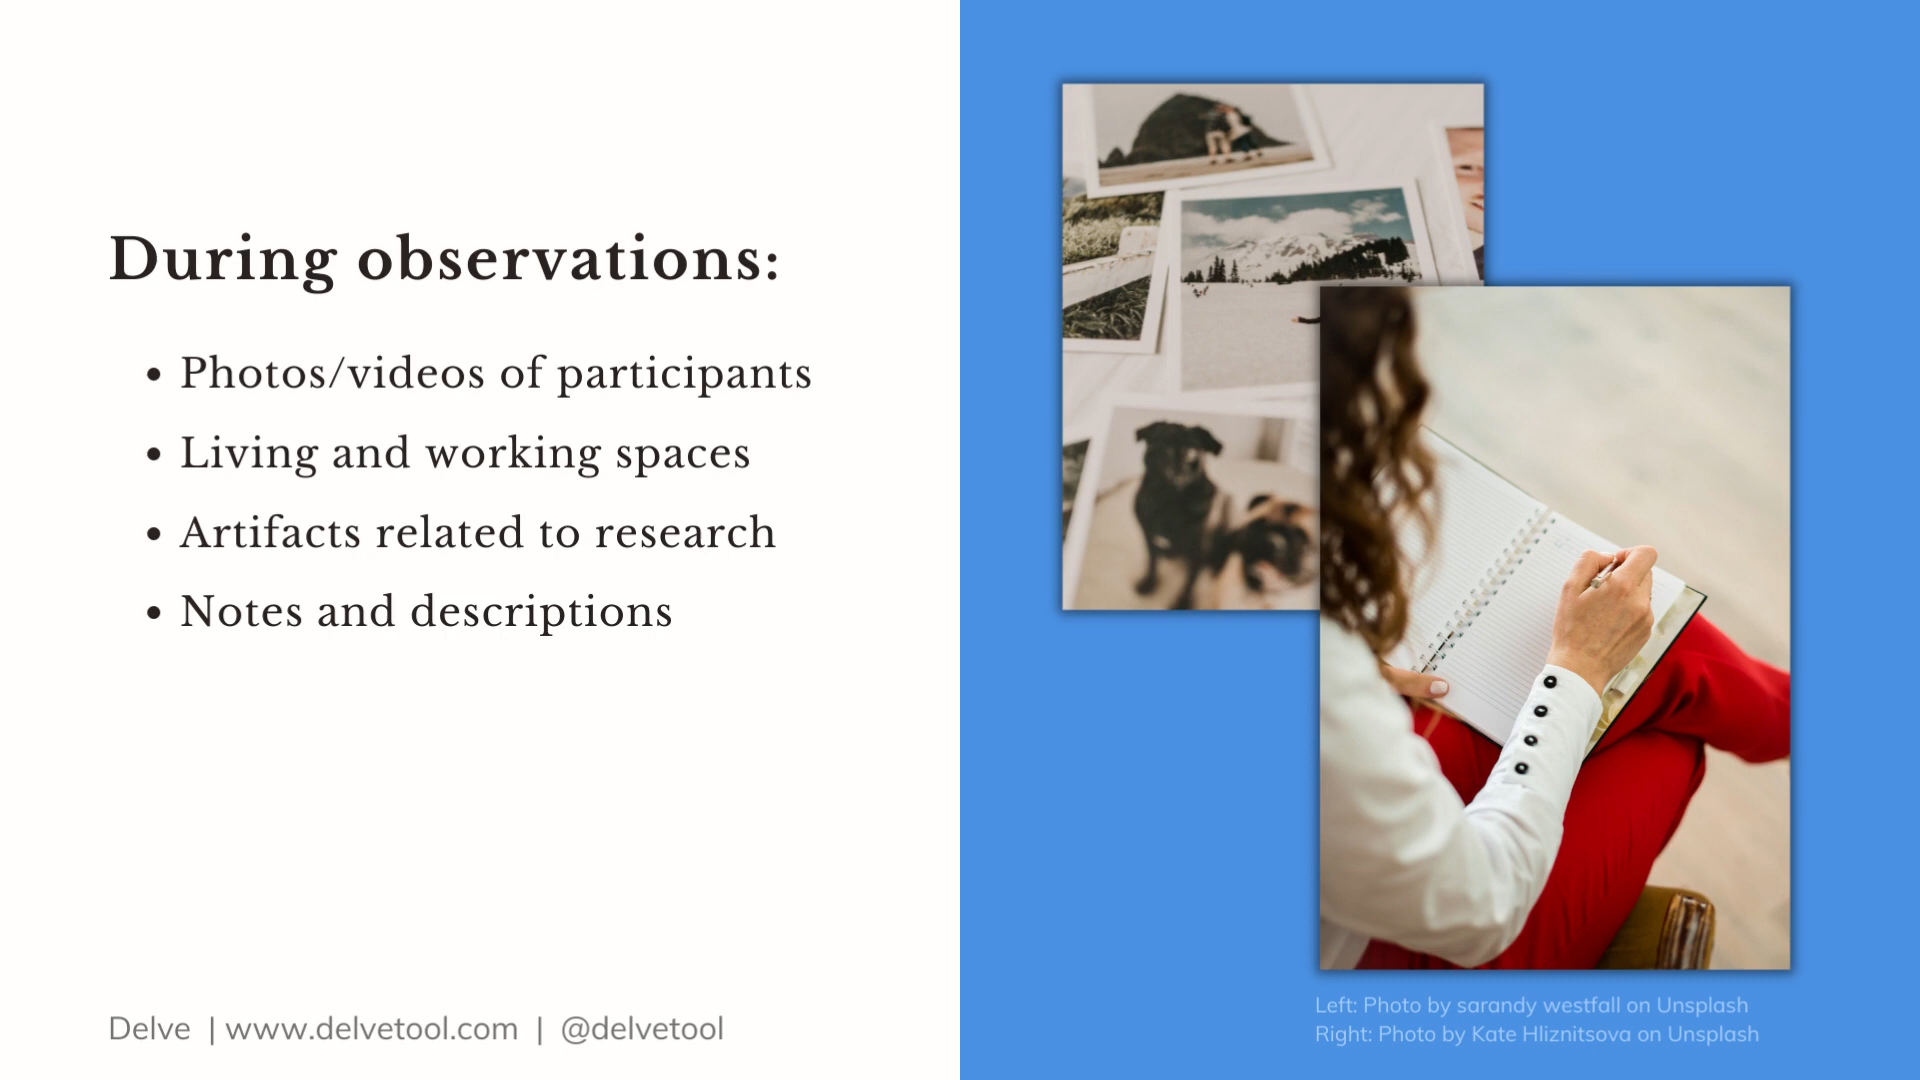 During observations:
• Photos/videos of participants
• Living and working spaces
• Artifacts related to research
• Notes and descriptions
Delve | www.delvetool.com | @delvetool
Left: Photo by sarandy westfall on Unsplash
Right: Photo by Kate Hliznitsova on Unsplash